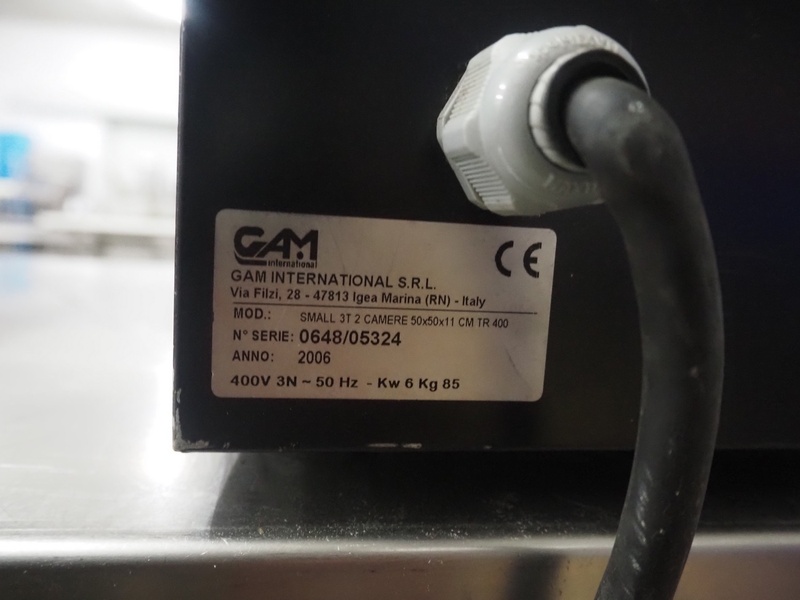 GAM
international
CE
GAM INTERNATIONAL S.R.L.
Via Filzi, 28 - 47813 Igea Marina (RN) - Italy
MOD.: SMALL 3T 2 CAMERE 50x50x11 CM TR 400
N° SERIE: 0648/05324
ANNO: 2006
400V 3N ~ 50 Hz - Kw 6 Kg 85